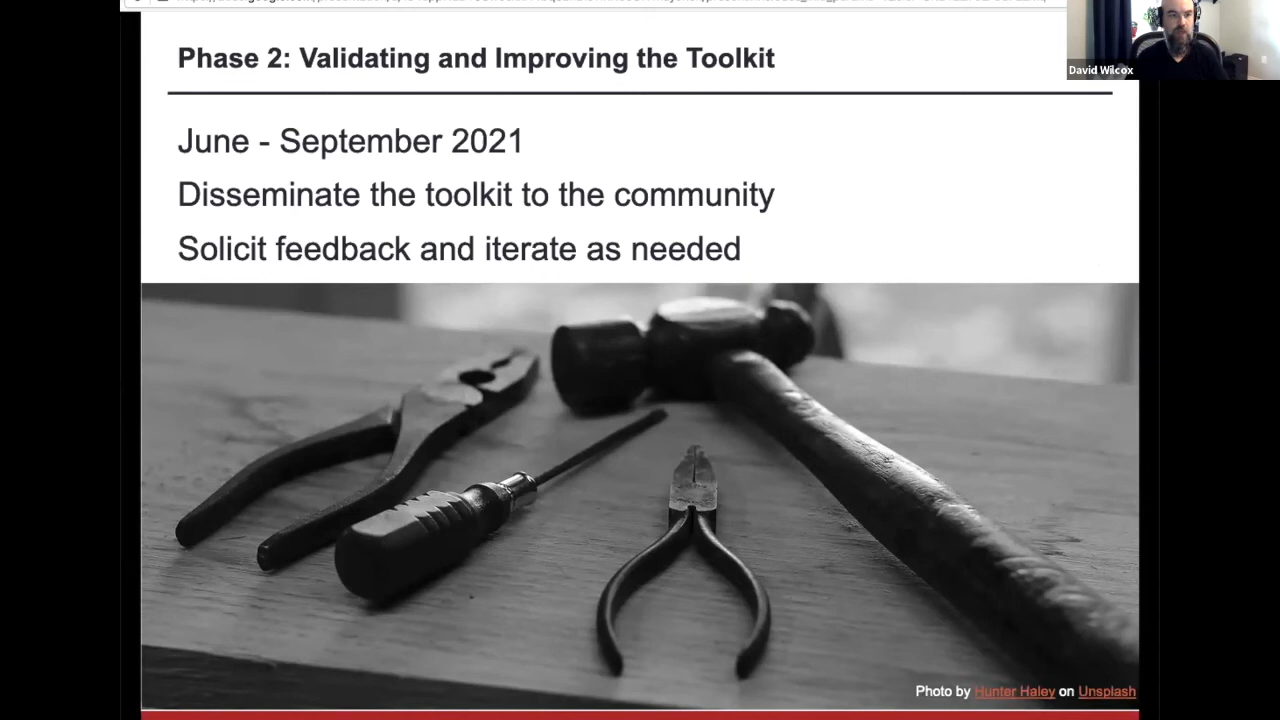 Phase 2: Validating and Improving the Toolkit
David Wilcox
June - September 2021
Disseminate the toolkit to the community
Solicit feedback and iterate as needed
Photo by Hunter Haley on Unsplash